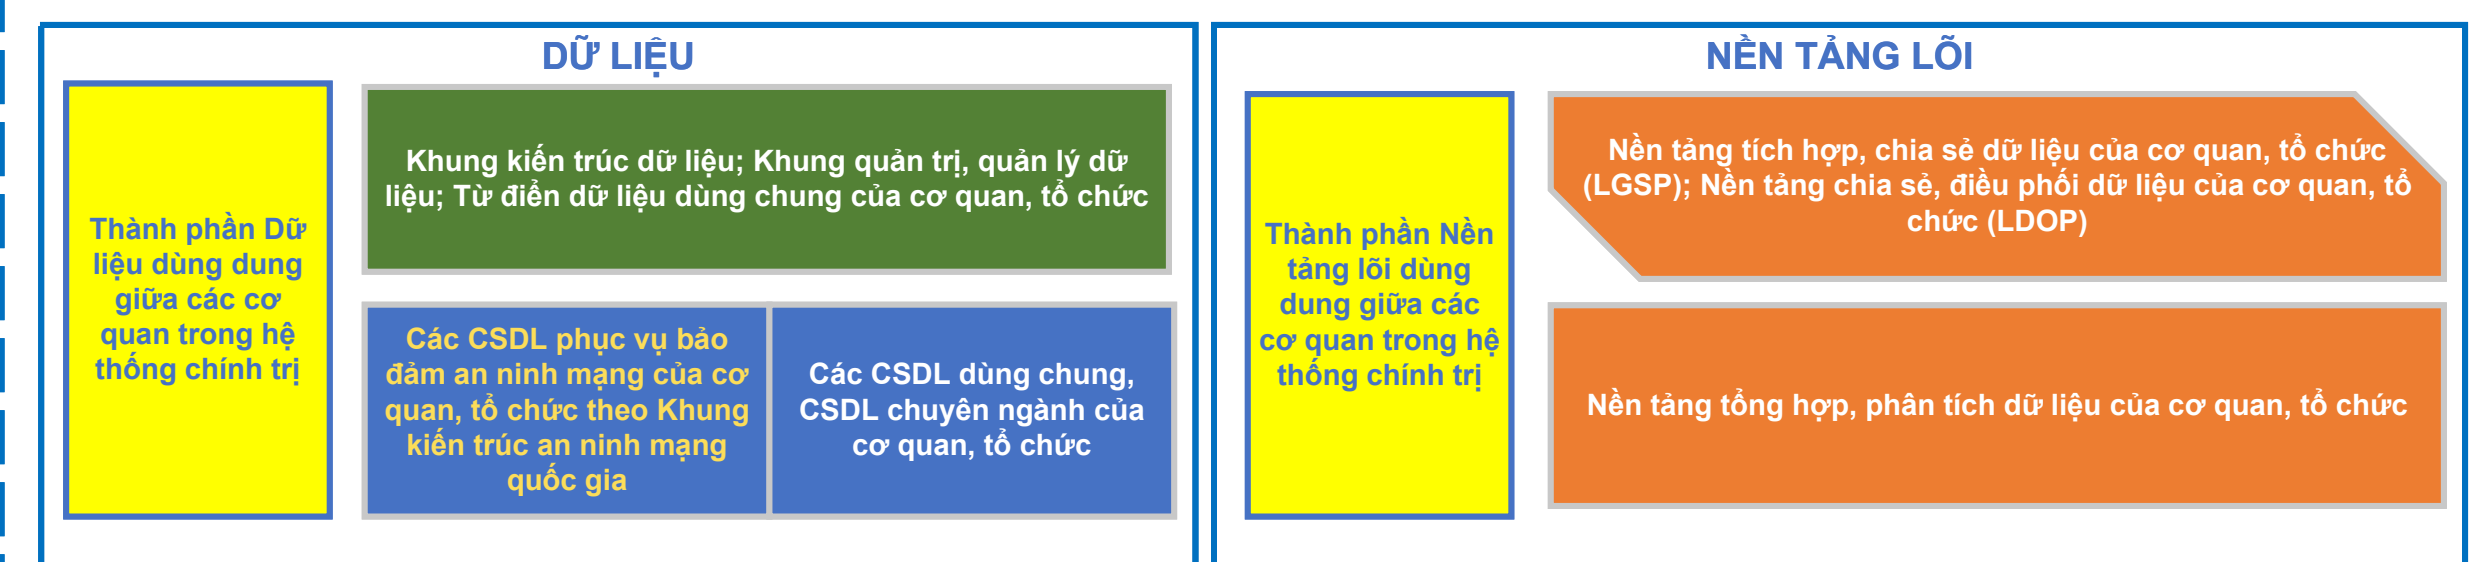 DỮ LIỆU
Thành phần Dữ
liệu dùng dung
giữa các cơ
quan trong hệ
thống chính trị
Khung kiến trúc dữ liệu; Khung quản trị, quản lý dữ
liệu; Từ điển dữ liệu dùng chung của cơ quan, tổ chức
Các CSDL phục vụ bảo
đảm an ninh mạng của cơ
quan, tổ chức theo Khung
kiến trúc an ninh mạng
quốc gia
Các CSDL dùng chung,
CSDL chuyên ngành của
cơ quan, tổ chức
NỀN TẢNG LÕI
Thành phần Nền
tảng lõi dùng
dung giữa các
cơ quan trong hệ
thống chính trị
Nền tảng tích hợp, chia sẻ dữ liệu của cơ quan, tổ chức
(LGSP); Nền tảng chia sẻ, điều phối dữ liệu của cơ quan, tổ
chức (LDOP)
Nền tảng tổng hợp, phân tích dữ liệu của cơ quan, tổ chức